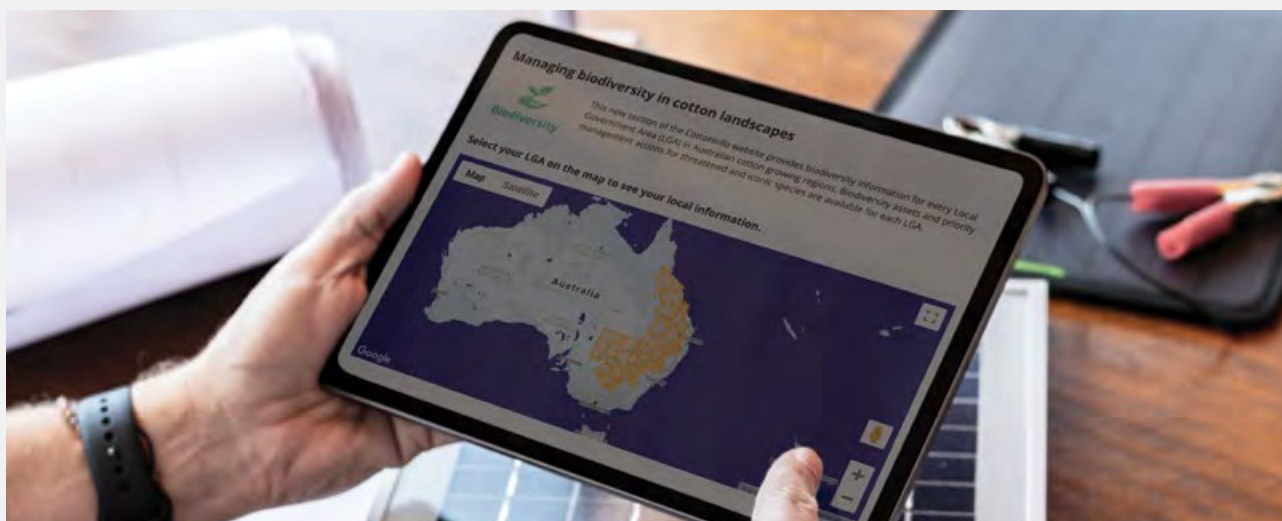 Managing biodiversity in cotton landscapes
Biodiversity
This new section of the CottonInfo website provides biodiversity information for every Local
Government Area (LGA) in Australian cotton growing regions. Biodiversity assets and priority
management actions for threatened and iconic species are available for each LGA.
Select your LGA on the map to see your local information.
Map Satellite
Australia
Google
+
−